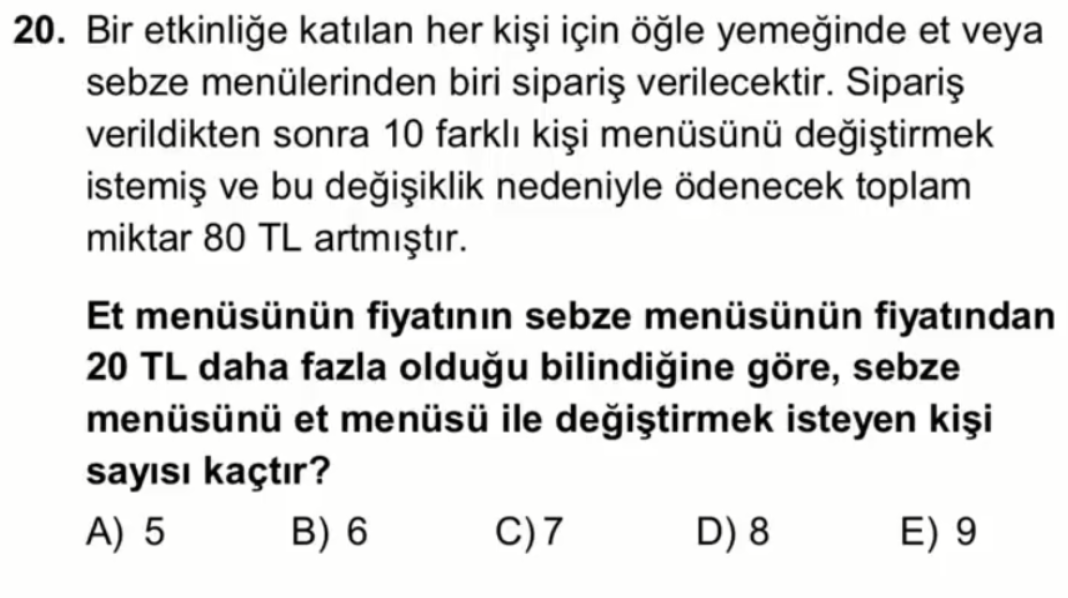 20. Bir etkinliğe katılan her kişi için öğle yemeğinde et veya
sebze menülerinden biri sipariş verilecektir. Sipariş
verildikten sonra 10 farklı kişi menüsünü değiştirmek
istemiş ve bu değişiklik nedeniyle ödenecek toplam
miktar 80 TL artmıştır.
Et menüsünün fiyatının sebze menüsünün fiyatından
20 TL daha fazla olduğu bilindiğine göre, sebze
menüsünü et menüsü ile değiştirmek isteyen kişi
sayısı kaçtır?
A) 5 B) 6 C) 7 D) 8 E) 9